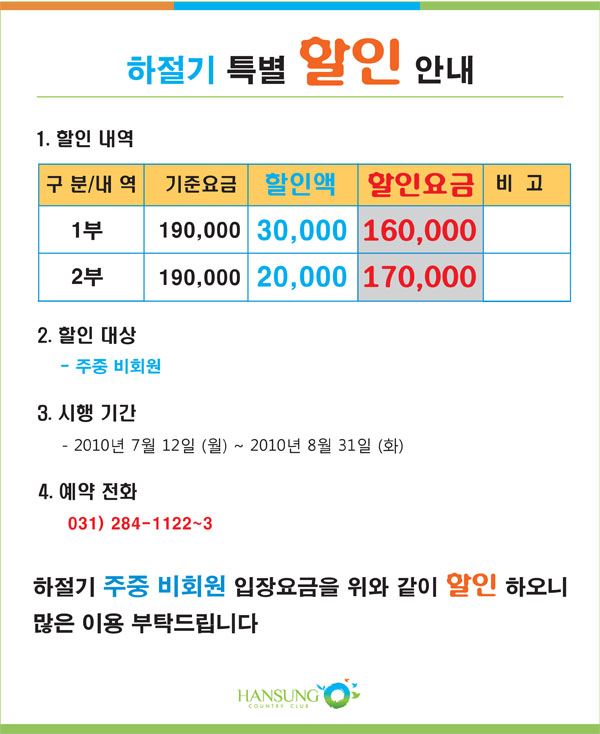 하절기 특별 할인 안내
1. 할인 내역
구 분/내 역 기준요금 할인액 할인요금 비 고
1부 190,000 30,000 160,000
2부 190,000 20,000 170,000
2. 할인 대상
- 주중 비회원
3. 시행 기간
- 2010년 7월 12일 (월) ~ 2010년 8월 31일 (화)
4. 예약 전화
031) 284-1122~3
하절기 주중 비회원 입장요금을 위와 같이 할인 하오니
많은 이용 부탁드립니다
HANSUNG
COUNTRY CLUB